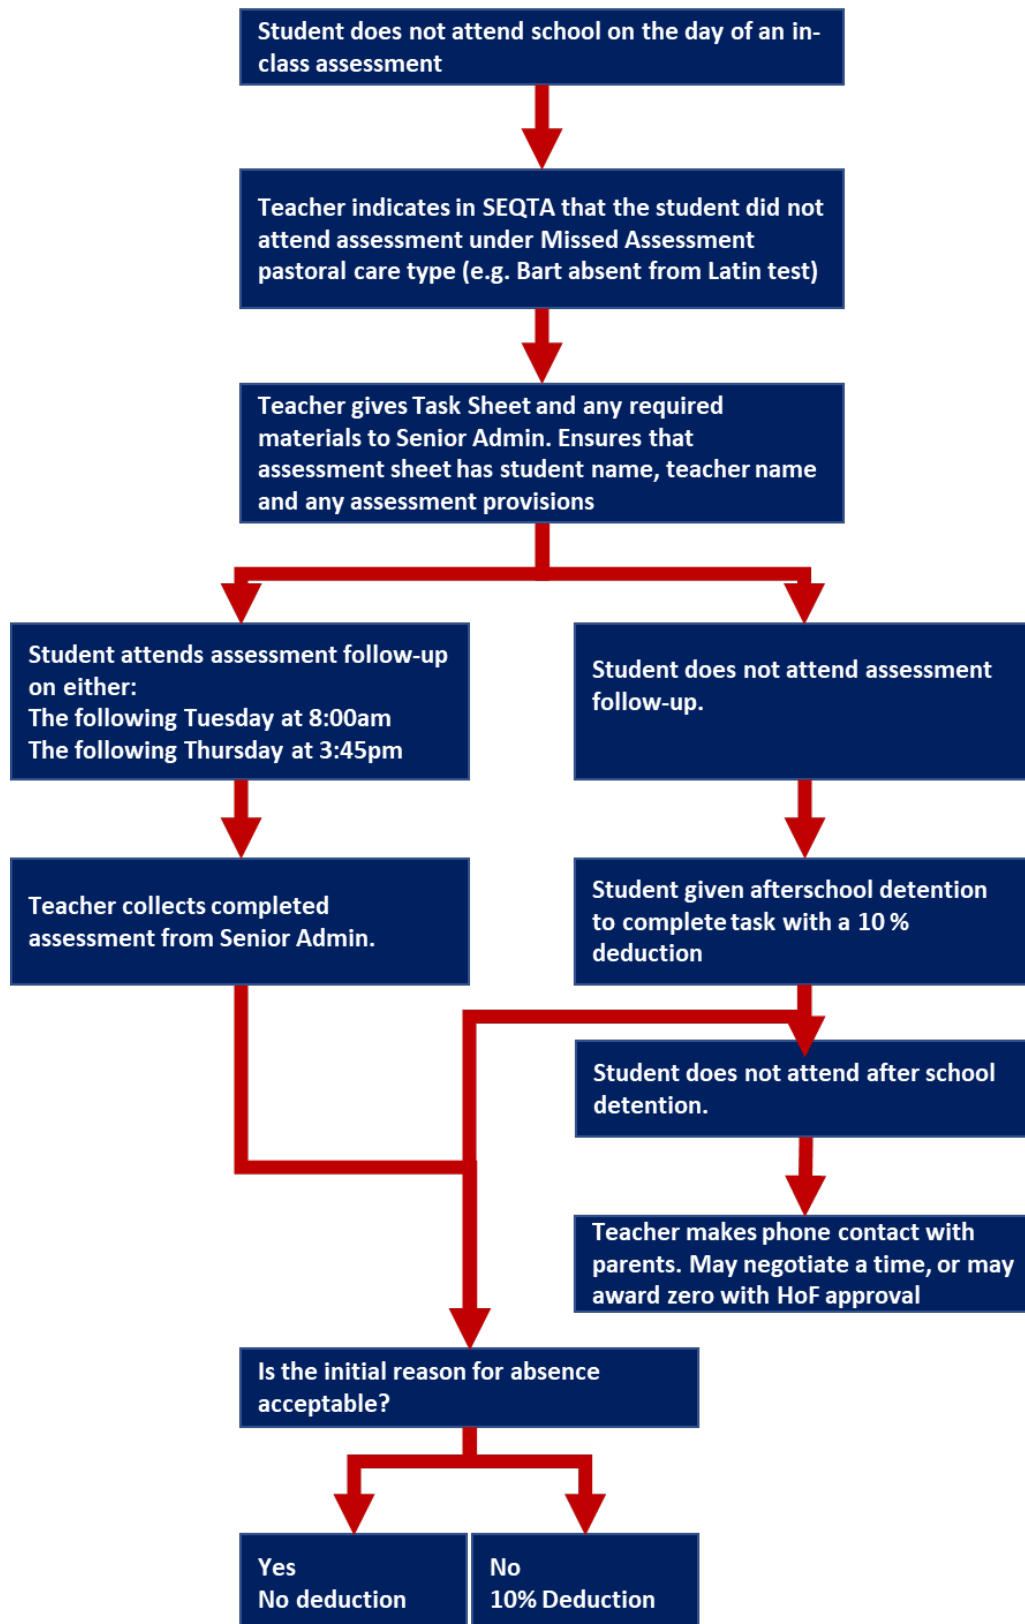 Student does not attend school on the day of an in-
class assessment
Teacher indicates in SEQTA that the student did not
attend assessment under Missed Assessment
pastoral care type (e.g. Bart absent from Latin test)
Teacher gives Task Sheet and any required
materials to Senior Admin. Ensures that
assessment sheet has student name, teacher name
and any assessment provisions
Student attends assessment follow-up
on either:
The following Tuesday at 8:00am
The following Thursday at 3:45pm
Student does not attend assessment
follow-up.
Teacher collects completed
assessment from Senior Admin.
Student given afterschool detention
to complete task with a 10 %
deduction
Student does not attend after school
detention.
Teacher makes phone contact with
parents. May negotiate a time, or may
award zero with HoF approval
Is the initial reason for absence
acceptable?
Yes
No deduction
No
10% Deduction